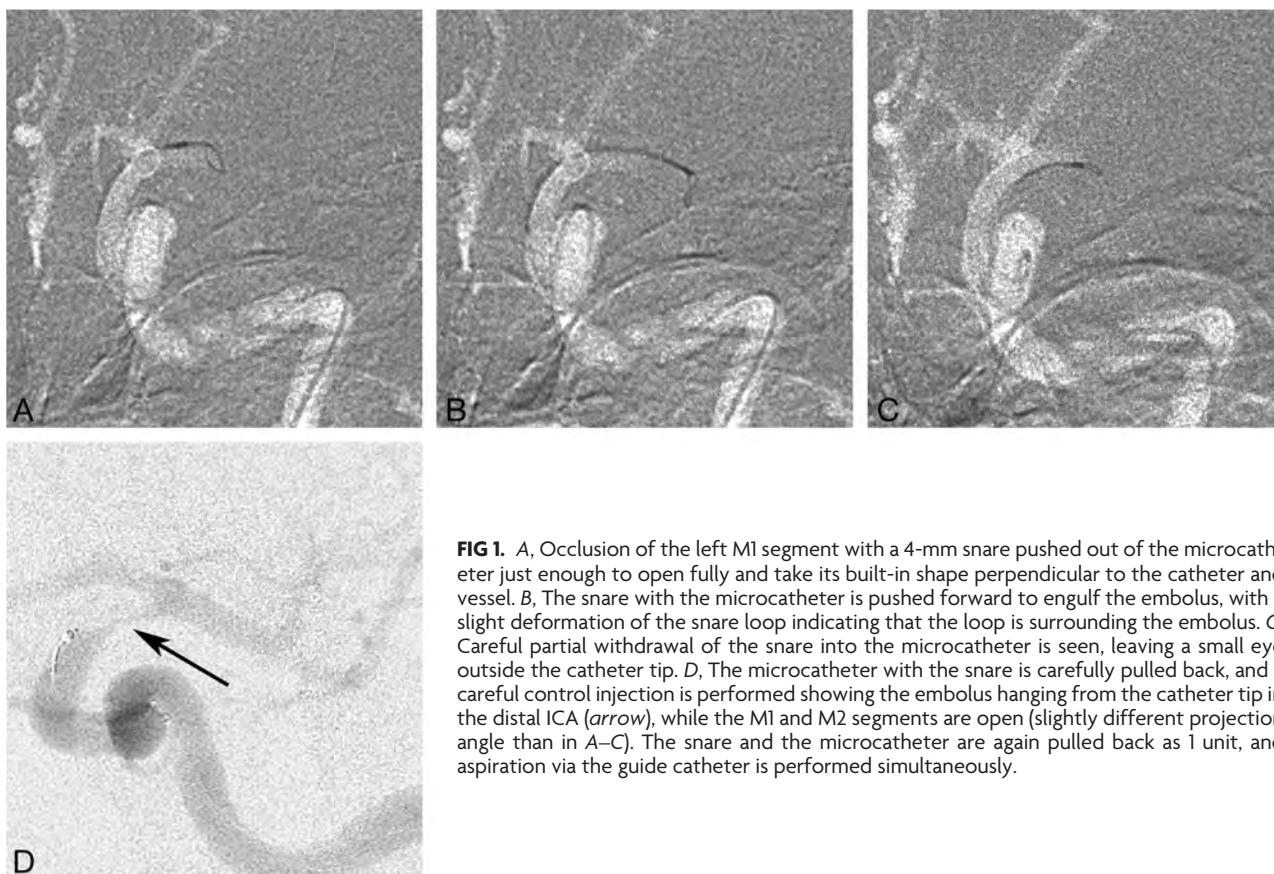 A
B
C
D
FIG 1. A, Occlusion of the left M1 segment with a 4-mm snare pushed out of the microcath
eter just enough to open fully and take its built-in shape perpendicular to the catheter and
vessel. B, The snare with the microcatheter is pushed forward to engulf the embolus, with
slight deformation of the snare loop indicating that the loop is surrounding the embolus. C
Careful partial withdrawal of the snare into the microcatheter is seen, leaving a small eye
outside the catheter tip. D, The microcatheter with the snare is carefully pulled back, and
careful control injection is performed showing the embolus hanging from the catheter tip in
the distal ICA (arrow), while the M1 and M2 segments are open (slightly different projection
angle than in A–C). The snare and the microcatheter are again pulled back as 1 unit, and
aspiration via the guide catheter is performed simultaneously.